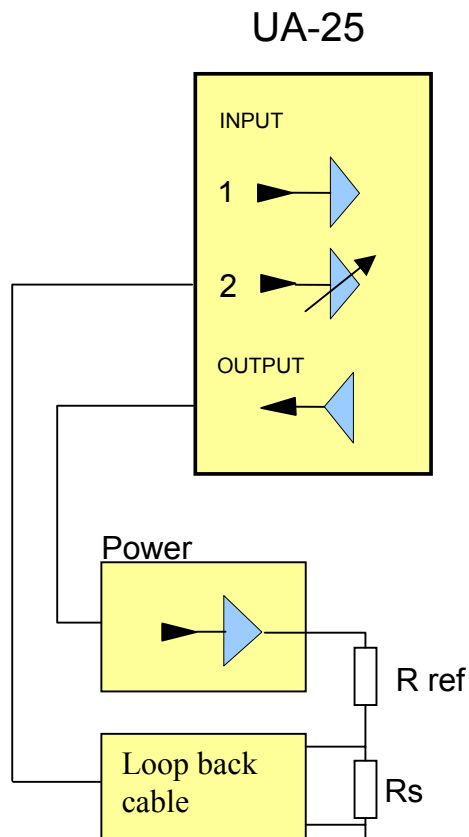 UA-25
INPUT
1
2
OUTPUT
Power
R ref
Loop back
cable
Rs